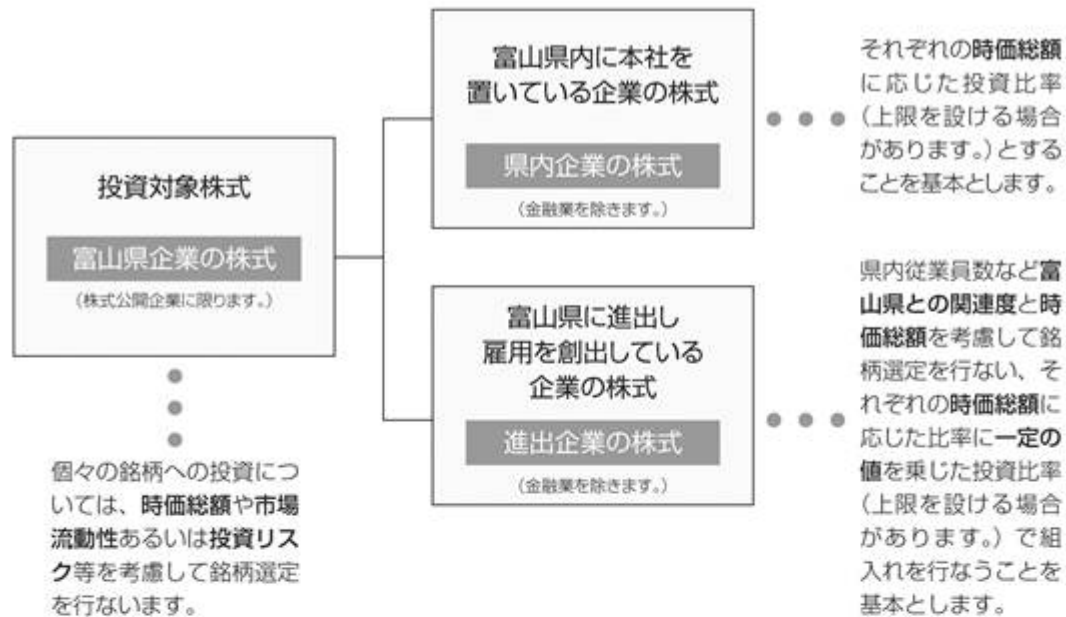 投資対象株式
富山県企業の株式
（株式公開企業に限ります。）
個々の銘柄への投資につ
いては、時価総額や市場
流動性あるいは投資リス
ク等を考慮して銘柄選定
を行ないます。
富山県内に本社を
置いている企業の株式
県内企業の株式
（金融業を除きます。）
それぞれの時価総額
に応じた投資比率
（上限を設ける場合
があります。）とする
ことを基本とします。
富山県に進出し
雇用を創出している
企業の株式
進出企業の株式
（金融業を除きます。）
県内従業員数など富
山県との関連度と時
価総額を考慮して銘
柄選定を行ない、そ
れぞれの時価総額に
応じた比率に一定の
値を乗じた投資比率
（上限を設ける場合
があります。）で組
入れを行なうことを
基本とします。